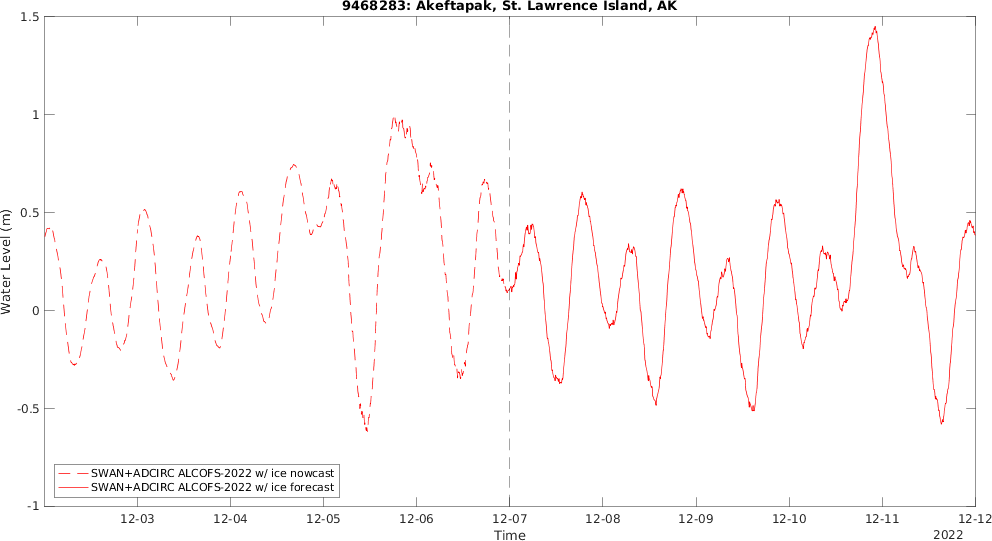 9468283: Akeftapak, St. Lawrence Island, AK
1.5
1
0.5
0
-0.5
-1
Water Level (m)
SWAN+ADCIRC ALCOFS-2022 w/ ice nowcast
SWAN+ADCIRC ALCOFS-2022 w/ ice forecast
12-03 12-04 12-05 12-06 12-07 12-08 12-09 12-10 12-11 12-12
Time
2022